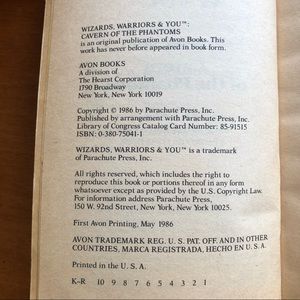 WIZARDS, WARRIORS & YOU™:
CAVERN OF THE PHANTOMS
is an original publication of Avon Books. This
work has never before appeared in book form.
AVON BOOKS
A division of
The Hearst Corporation
1790 Broadway
New York, New York 10019
Copyright © 1986 by Parachute Press, Inc.
Published by arrangement with Parachute Press, Inc.
Library of Congress Catalog Card Number: 85-91515
ISBN: 0-380-75041-1
WIZARDS, WARRIORS & YOU™ is a trademark
of Parachute Press, Inc.
All rights reserved, which includes the right to
reproduce this book or portions thereof in any form
whatsoever except as provided by the U.S. Copyright Law.
For information address Parachute Press,
150 W. 92nd Street, New York, New York 10025.
First Avon Printing, May 1986
AVON TRADEMARK REG. U. S. PAT. OFF. AND IN OTHER
COUNTRIES, MARCA REGISTRADA, HECHO EN U. S. A.
Printed in the U. S. A.
K-R 10 9 8 7 6 5 4 3 2 1